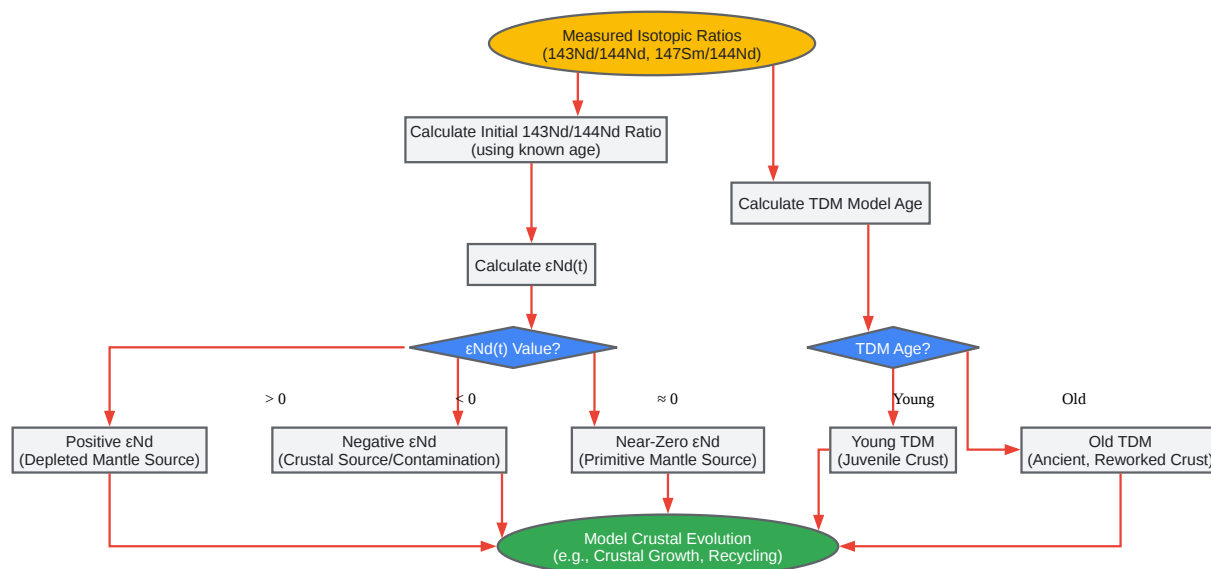 Measured Isotopic Ratios
(143Nd/144Nd, 147Sm/144Nd)
Calculate Initial 143Nd/144Nd Ratio
(using known age)
Calculate TDM Model Age
Calculate εNd(t)
εNd(t) Value?
TDM Age?
> 0
< 0
≈ 0
Young
Old
Positive εNd
(Depleted Mantle Source)
Negative εNd
(Crustal Source/Contamination)
Near-Zero εNd
(Primitive Mantle Source)
Young TDM
(Juvenile Crust)
Old TDM
(Ancient, Reworked Crust)
Model Crustal Evolution
(e.g., Crustal Growth, Recycling)